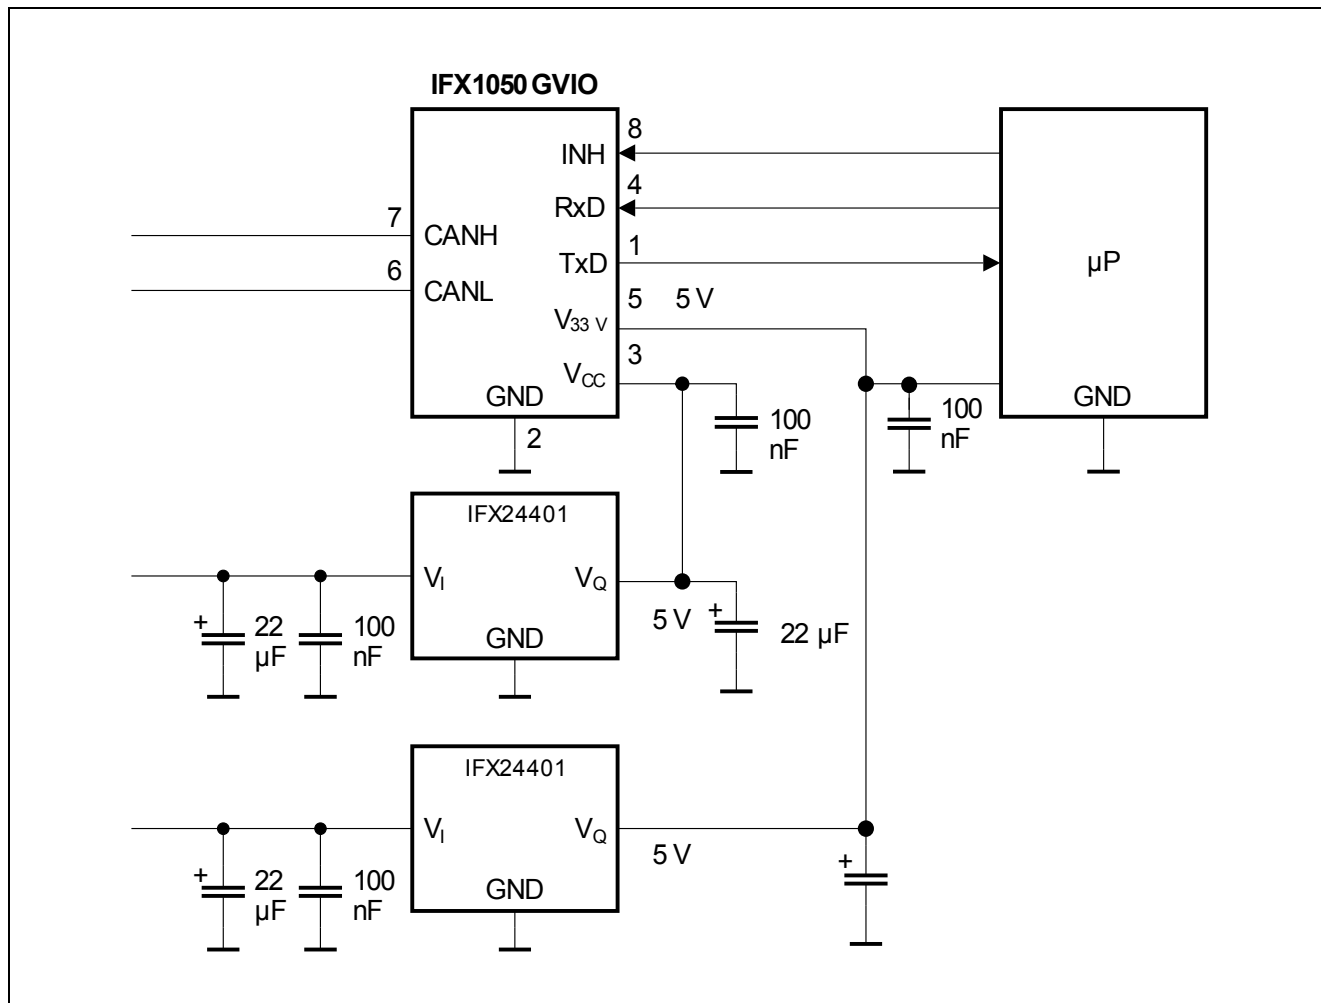 IFX1050 GVIO
8
INH
4
RxD
7
CANH
1
TxD
µP
6
CANL
5 5 V
V33 V
3
VCC
GND
GND
100
nF
100
nF
2
IFX24401
VI
VQ
+
22
µF
100
nF
GND
5 V
+
22 µF
IFX24401
VI
VQ
+
22
µF
100
nF
GND
5 V
+